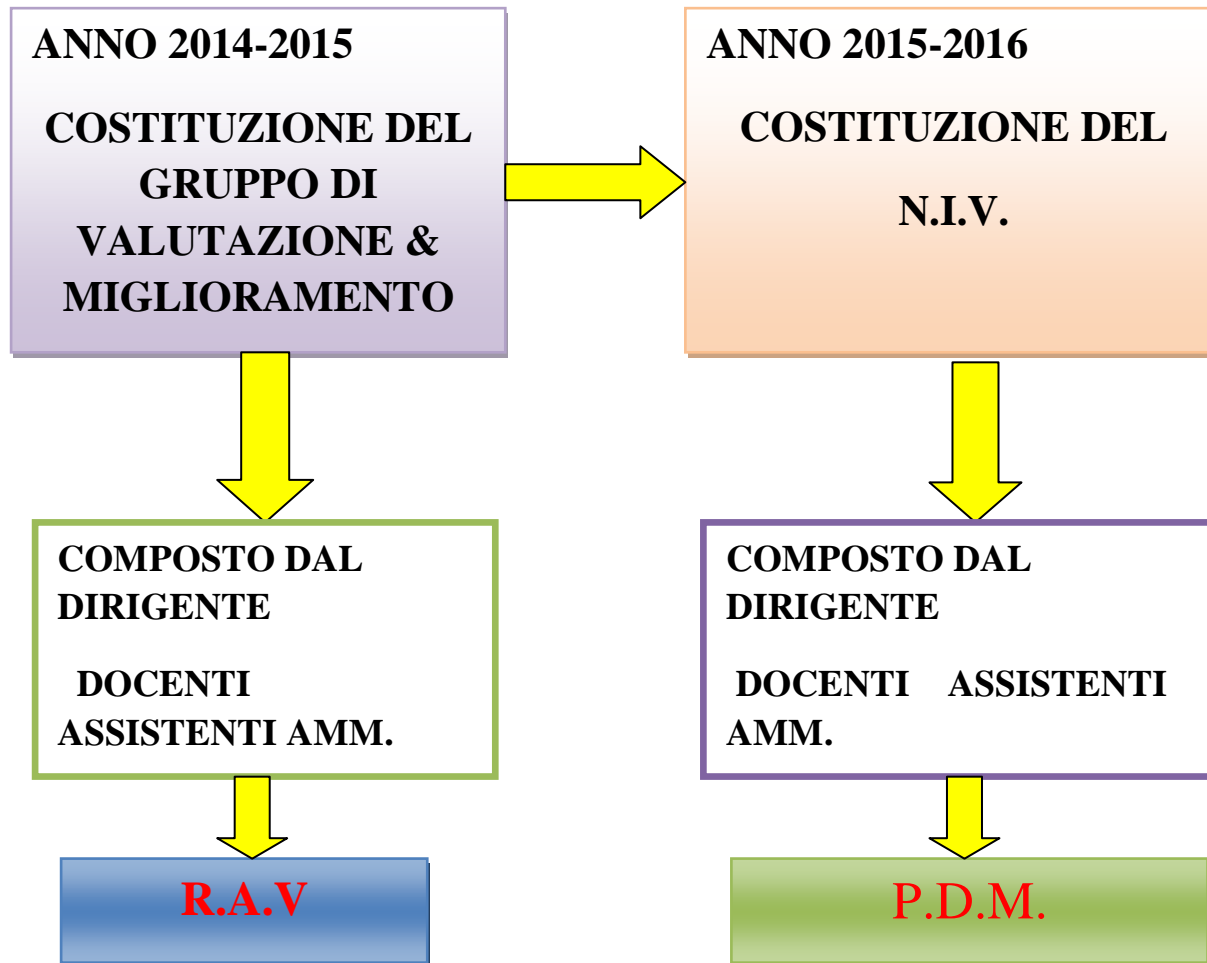 ANNO 2014-2015
COSTITUZIONE DEL
GRUPPO DI
VALUTAZIONE &
MIGLIORAMENTO
ANNO 2015-2016
COSTITUZIONE DEL
N.I.V.
COMPOSTO DAL
DIRIGENTE
DOCENTI
ASSISTENTI AMM.
COMPOSTO DAL
DIRIGENTE
DOCENTI ASSISTENTI
AMM.
R.A.V
P.D.M.